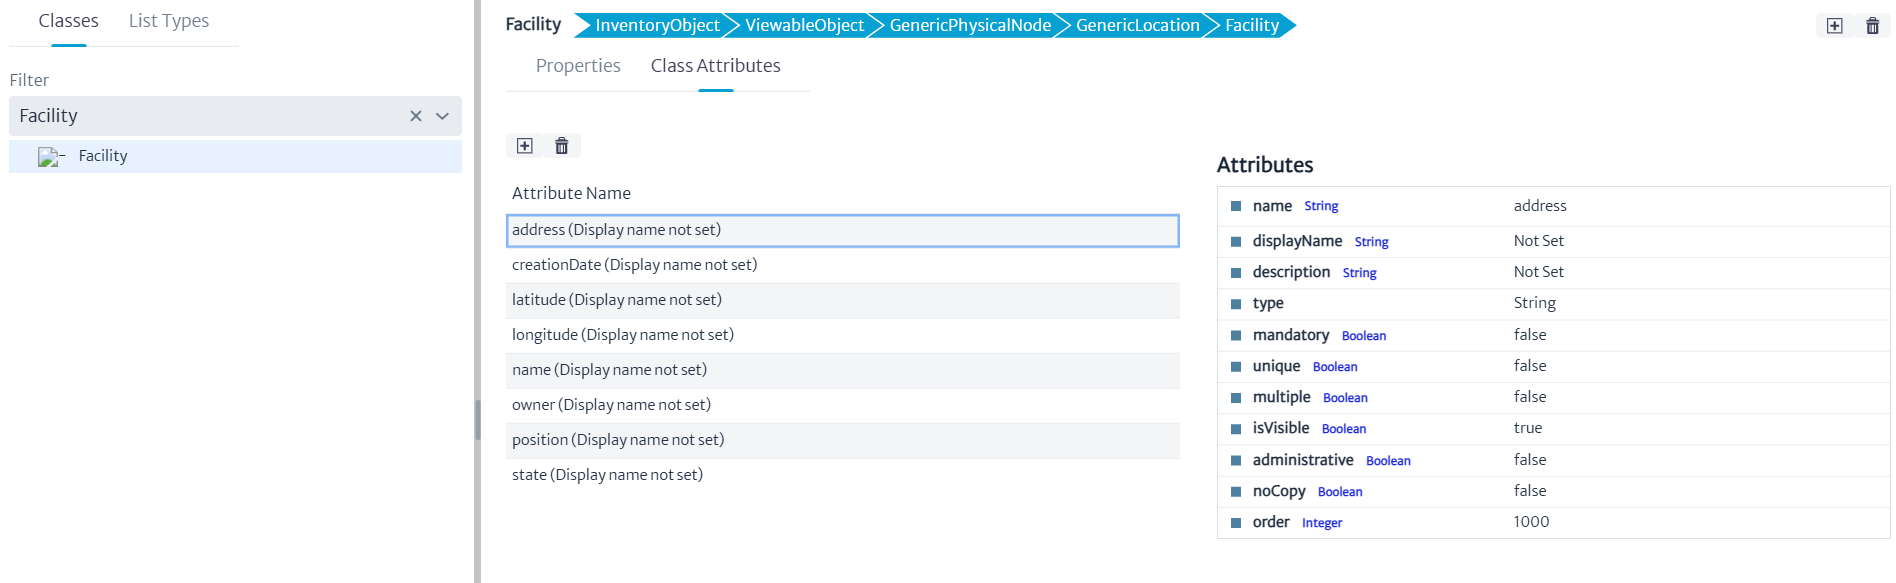 Classes List Types
Filter
Facility
Facility
Facility InventoryObject ViewableObject GenericPhysicalNode GenericLocation Facility
Properties Class Attributes
Attribute Name
address (Display name not set)
creationDate (Display name not set)
latitude (Display name not set)
longitude (Display name not set)
name (Display name not set)
owner (Display name not set)
position (Display name not set)
state (Display name not set)
Attributes
name String address
displayName String Not Set
description String Not Set
type String
mandatory Boolean false
unique Boolean false
multiple Boolean false
isVisible Boolean true
administrative Boolean false
noCopy Boolean false
order Integer 1000